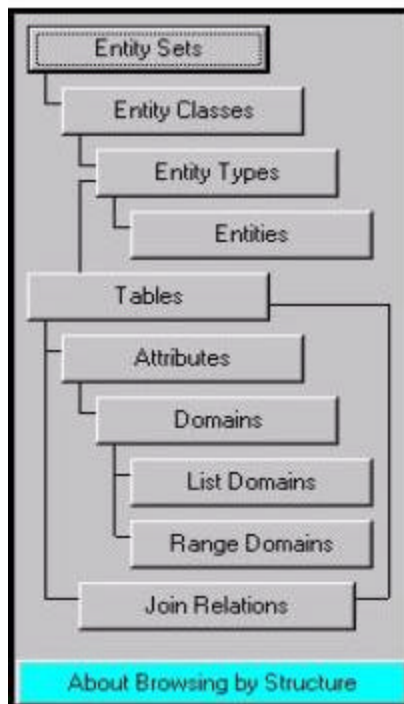 Entity Sets
Entity Classes
Entity Types
Entities
Tables
Attributes
Domains
List Domains
Range Domains
Join Relations
About Browsing by Structure